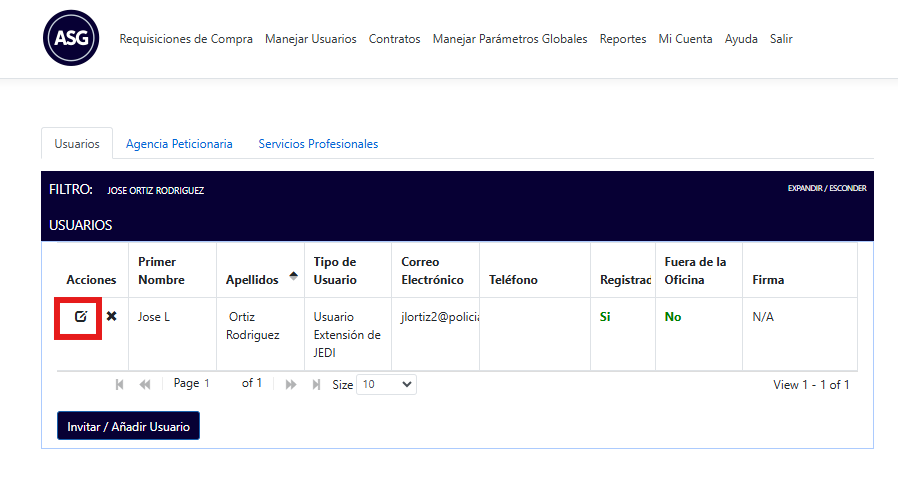 ASG
Requisiciones de Compra Manejar Usuarios Contratos Manejar Parámetros Globales Reportes Mi Cuenta Ayuda Salir
Usuarios Agencia Peticionaria Servicios Profesionales
FILTRO: JOSE ORTIZ RODRIGUEZ EXPANDIR / ESCONDER
USUARIOS
Acciones Primer Nombre Apellidos Tipo de Usuario Correo Electrónico Teléfono Registrad Fuera de la Oficina Firma
Jose L Ortiz Rodriguez Usuario Extensión de JEDI jlortiz2@policia Si No N/A
Page 1 of 1 Size 10 View 1 - 1 of 1
Invitar / Añadir Usuario